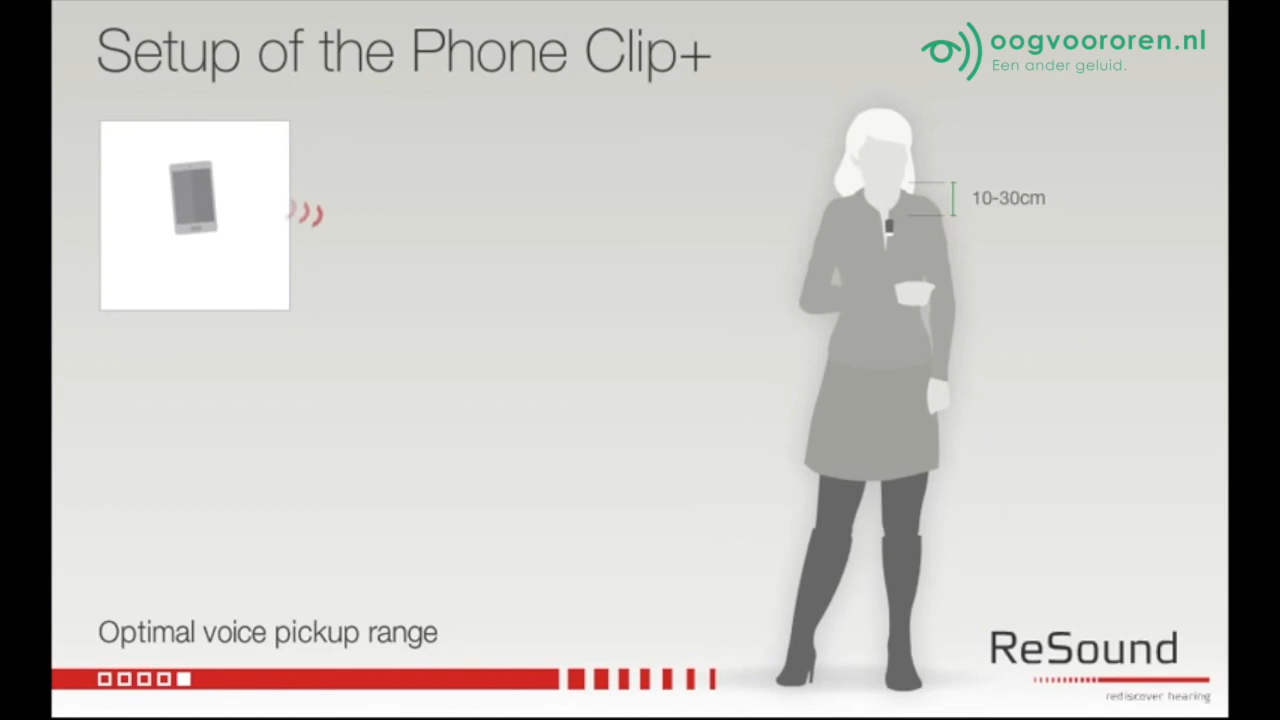 Setup of the Phone Clip+
oogvoororen.nl
Een ander geluid.
10-30cm
Optimal voice pickup range
ReSound
rediscover hearing